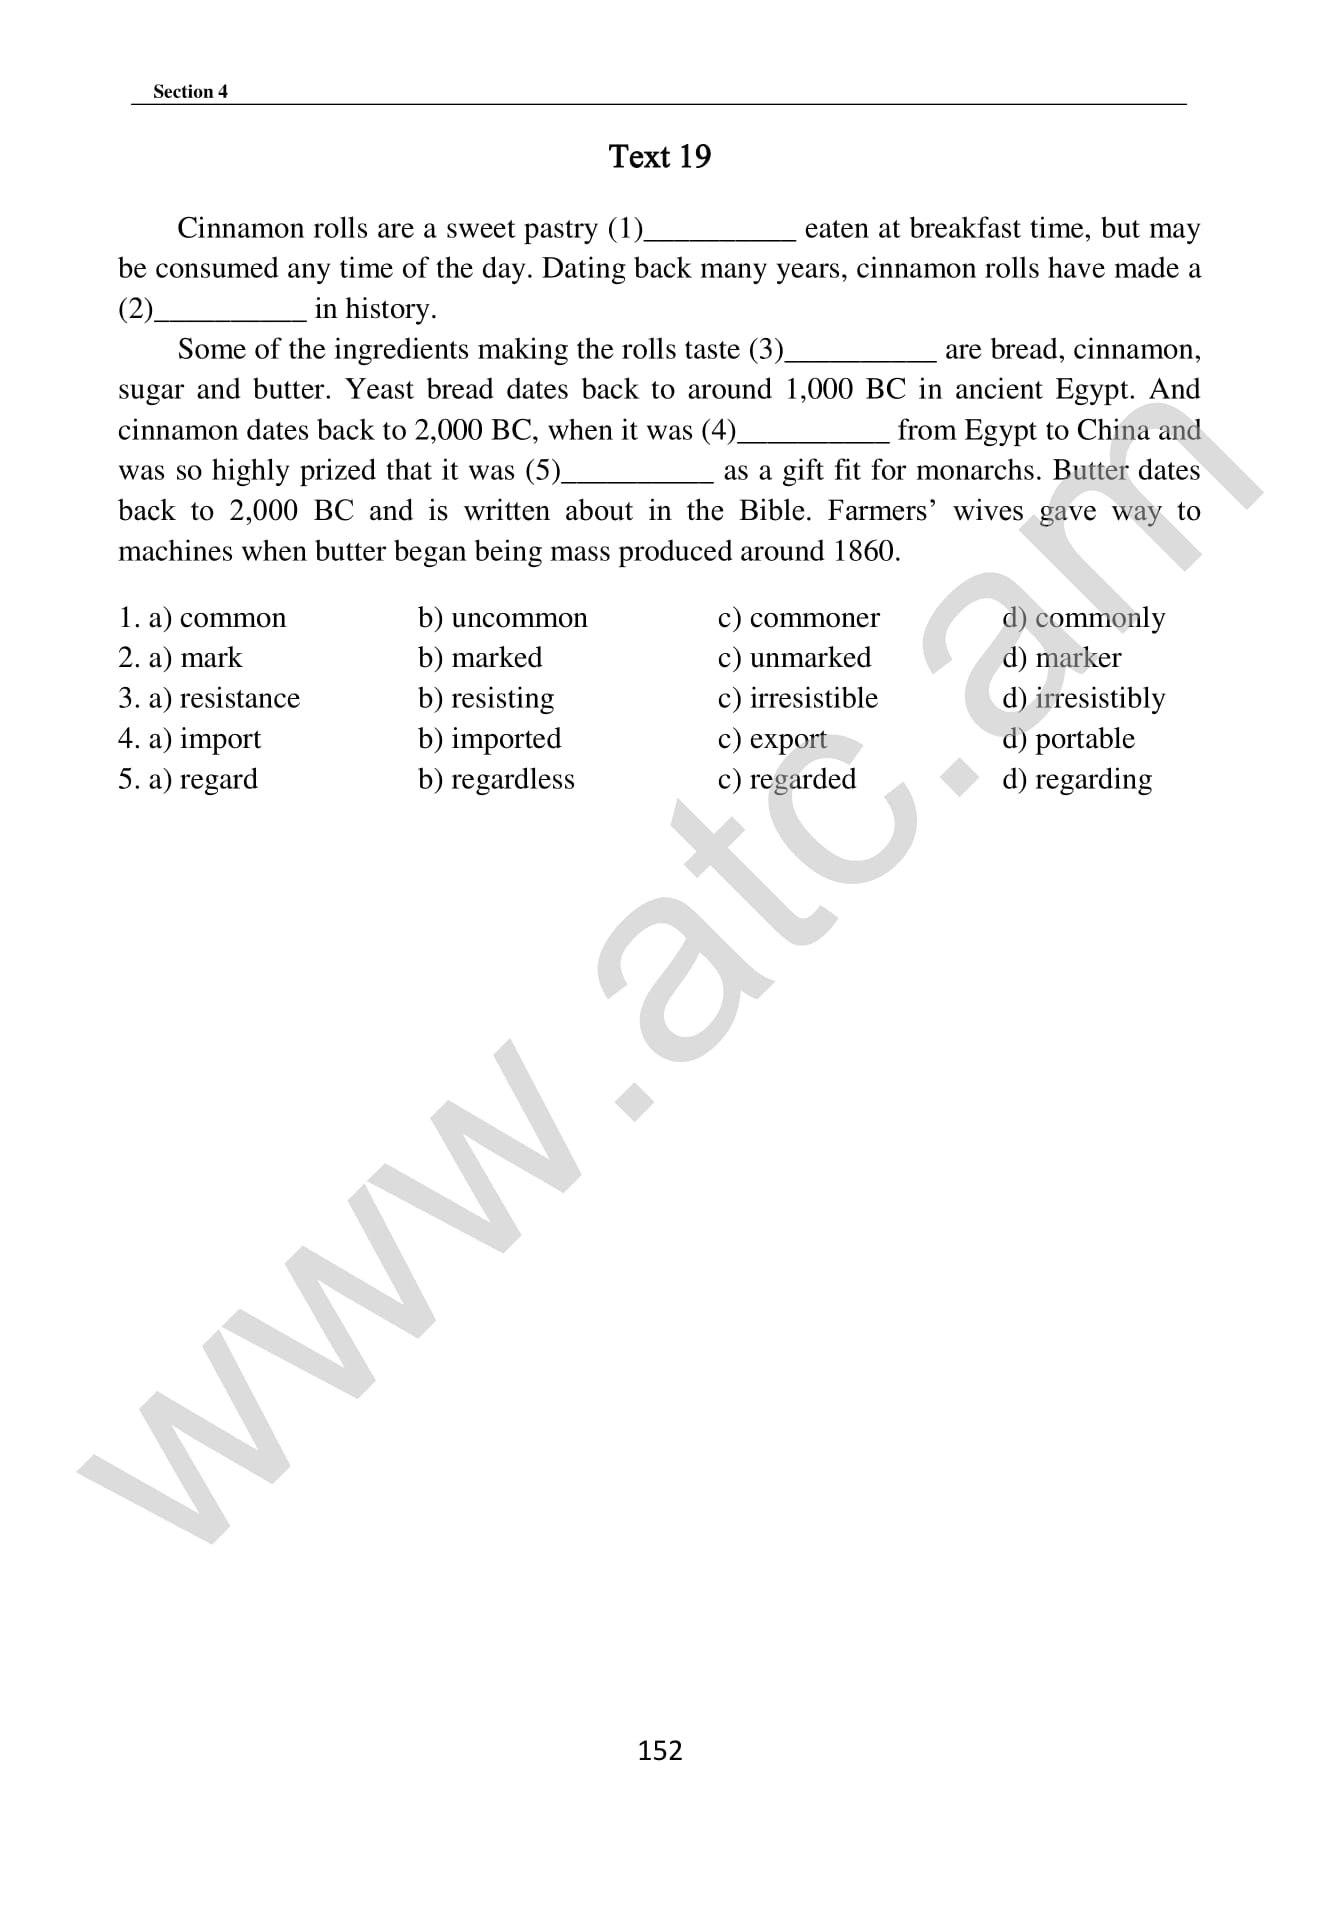 Section 4
Text 19
Cinnamon rolls are a sweet pastry (1)__________ eaten at breakfast time, but may
be consumed any time of the day. Dating back many years, cinnamon rolls have made a
(2)__________ in history.
Some of the ingredients making the rolls taste (3)__________ are bread, cinnamon,
sugar and butter. Yeast bread dates back to around 1,000 BC in ancient Egypt. And
cinnamon dates back to 2,000 BC, when it was (4)__________ from Egypt to China and
was so highly prized that it was (5)__________ as a gift fit for monarchs. Butter dates
back to 2,000 BC and is written about in the Bible. Farmers’ wives gave way to
machines when butter began being mass produced around 1860.
1. a) common b) uncommon c) commoner d) commonly
2. a) mark b) marked c) unmarked d) marker
3. a) resistance b) resisting c) irresistible d) irresistibly
4. a) import b) imported c) export d) portable
5. a) regard b) regardless c) regarded d) regarding
www.atc.am
152